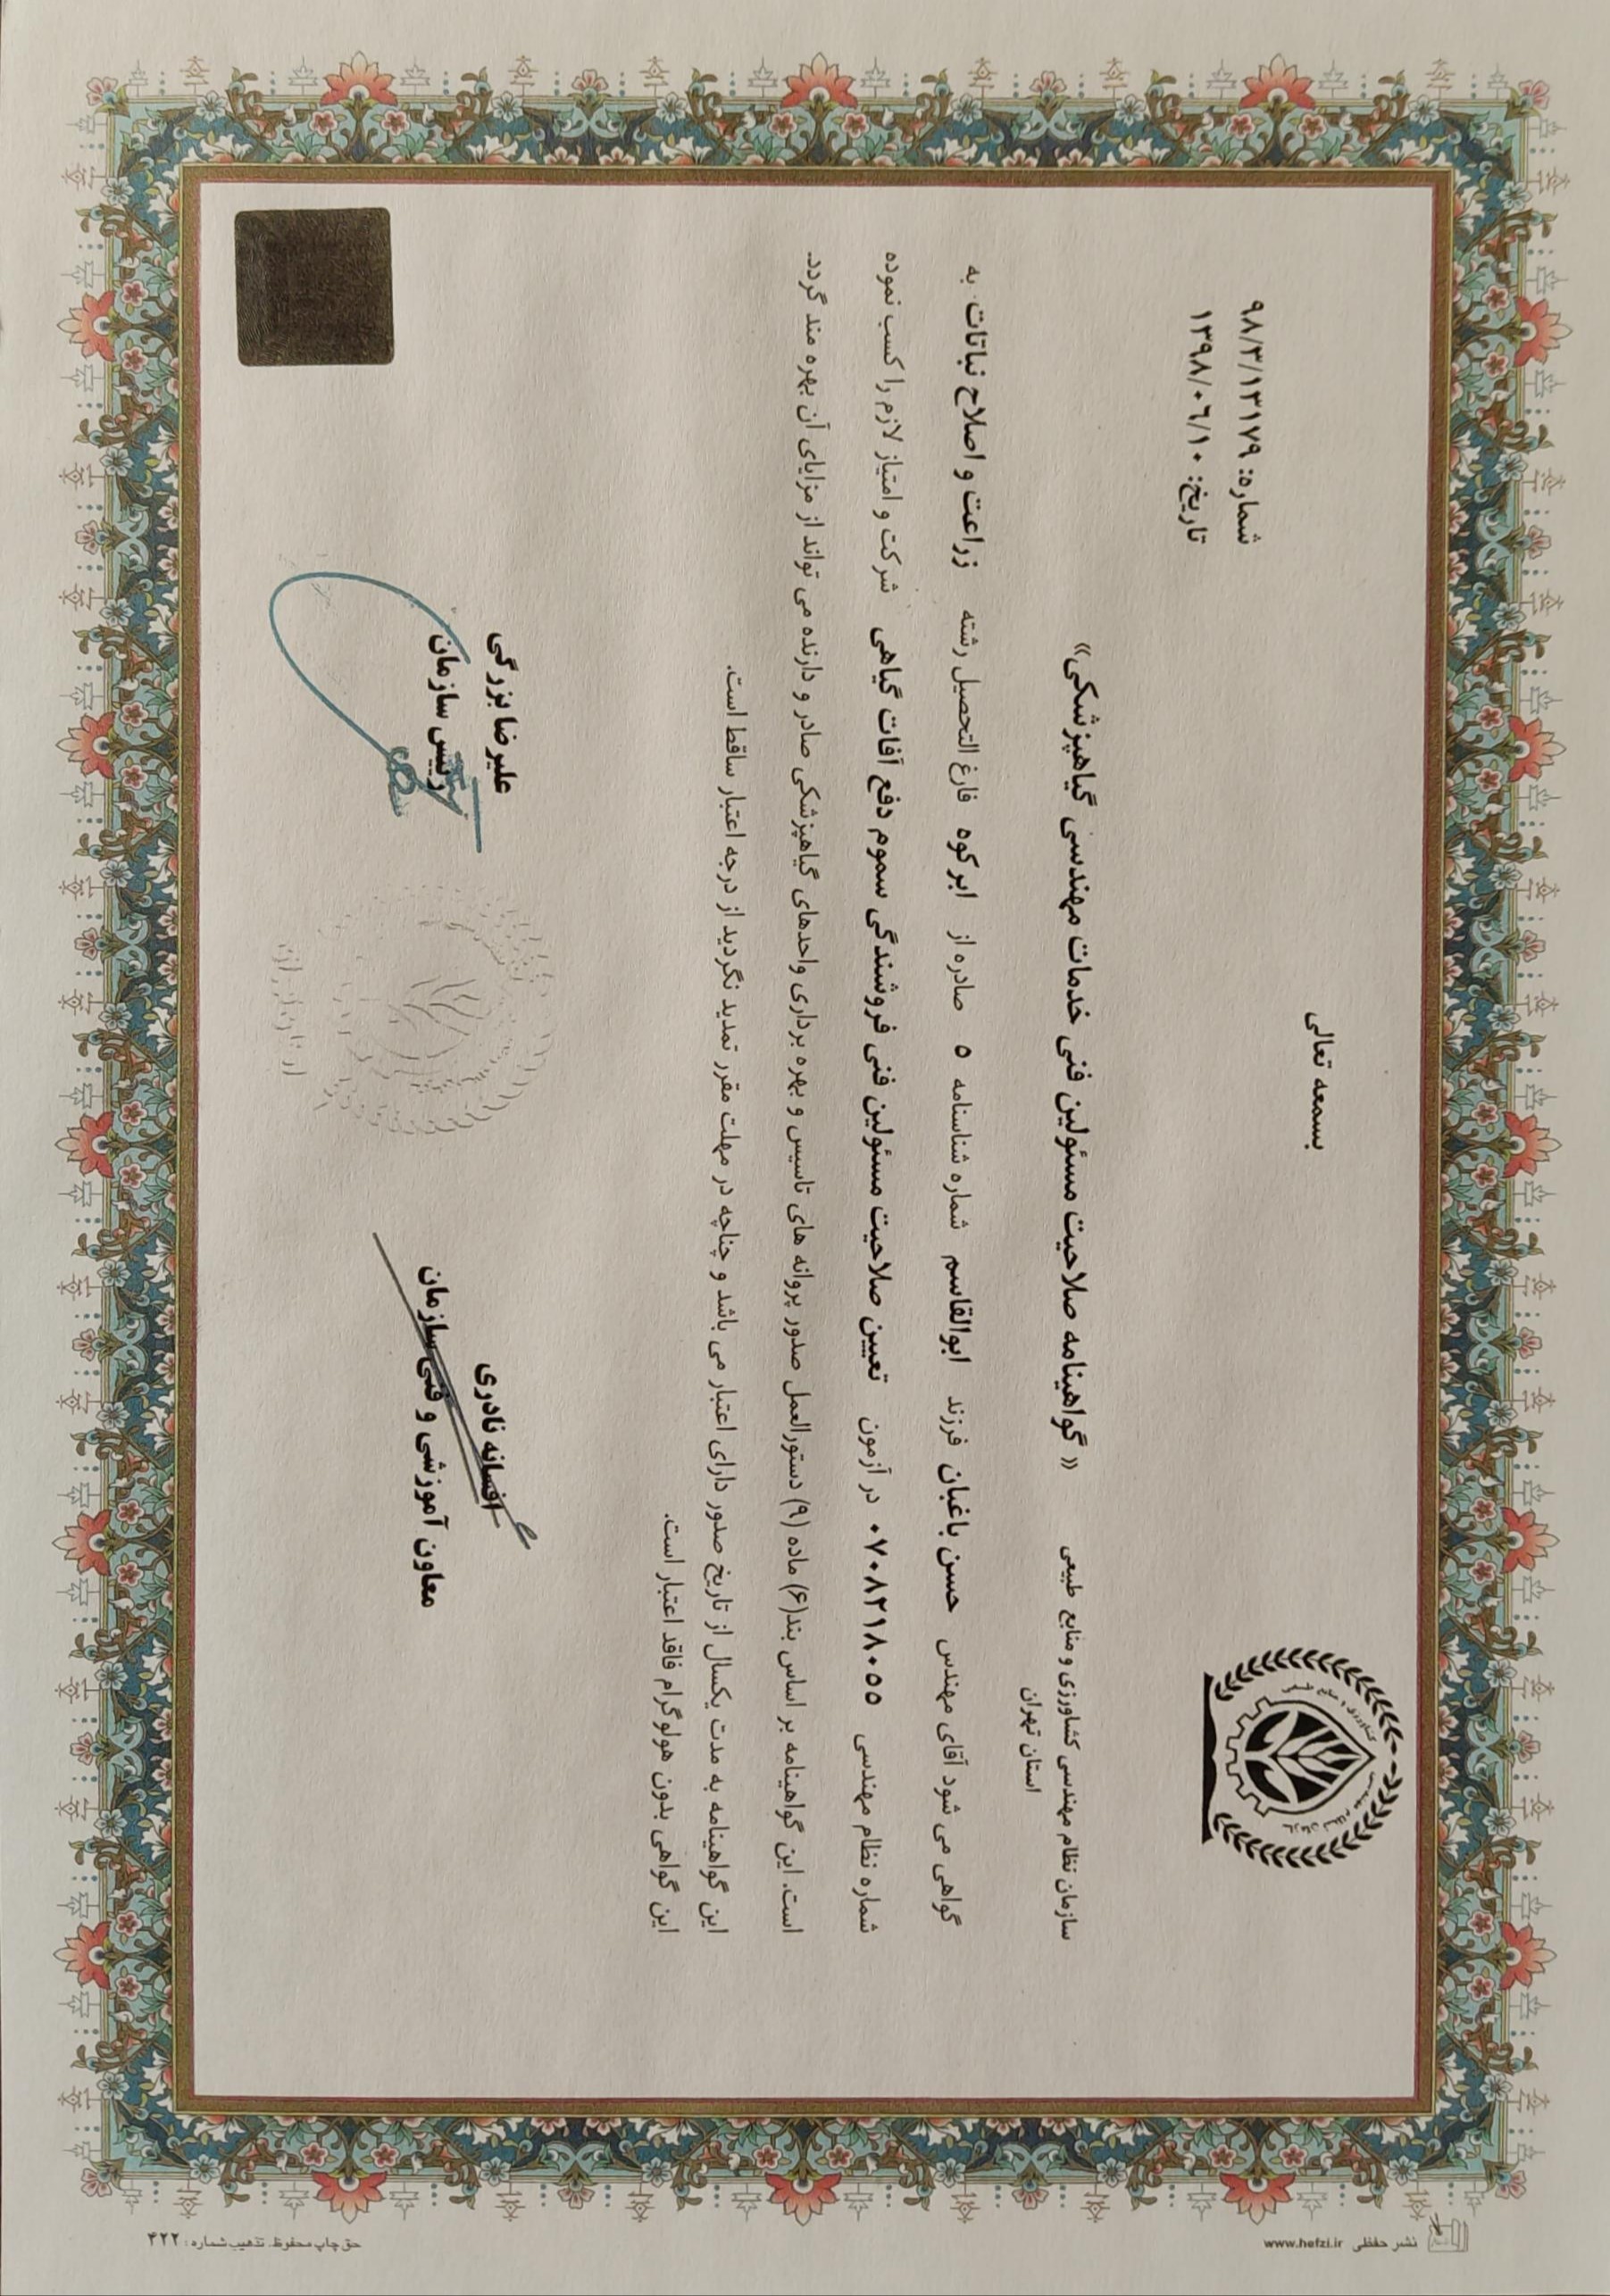 بسمعه تعالی
شماره: ۹۸/۳/۱۳۱۷۹
تاریخ: ۱۳۹۸/۰۶/۱۰
سازمان نظام مهندسی کشاورزی و منابع طبیعی
استان تهران
« گواهینامه صلاحیت مسئولین فنی خدمات مهندسی گیاهپزشکی»
گواهی می شود آقای مهندس حسن باغبان فرزند ابوالقاسم شماره شناسنامه ۵ صادره از ابرکوه فارغ التحصیل رشته زراعت و اصلاح نباتات به
شماره نظام مهندسی ۰۷۰۸۲۱۸۰۵۵ در آزمون تعیین صلاحیت مسئولین فنی فروشندگی سموم دفع آفات گیاهی شرکت و امتیاز لازم را کسب نموده
است. این گواهینامه بر اساس بند(۶) ماده (۹) دستورالعمل صدور پروانه های تاسیس و بهره برداری واحدهای گیاهپزشکی صادر و دارنده می تواند از مزایای آن بهره مند گردد.
این گواهینامه به مدت یکسال از تاریخ صدور دارای اعتبار می باشد و چناچه در مهلت مقرر تمدید نگردید از درجه اعتبار ساقط است.
این گواهی بدون هولوگرام فاقد اعتبار است.
افسانه نادری
معاون آموزشی و فنی سازمان
علیرضا بزرگی
رییس سازمان
نشر حفظی www.hefzi.ir
حق چاپ محفوظ. تذهیب شماره: ۴۲۲